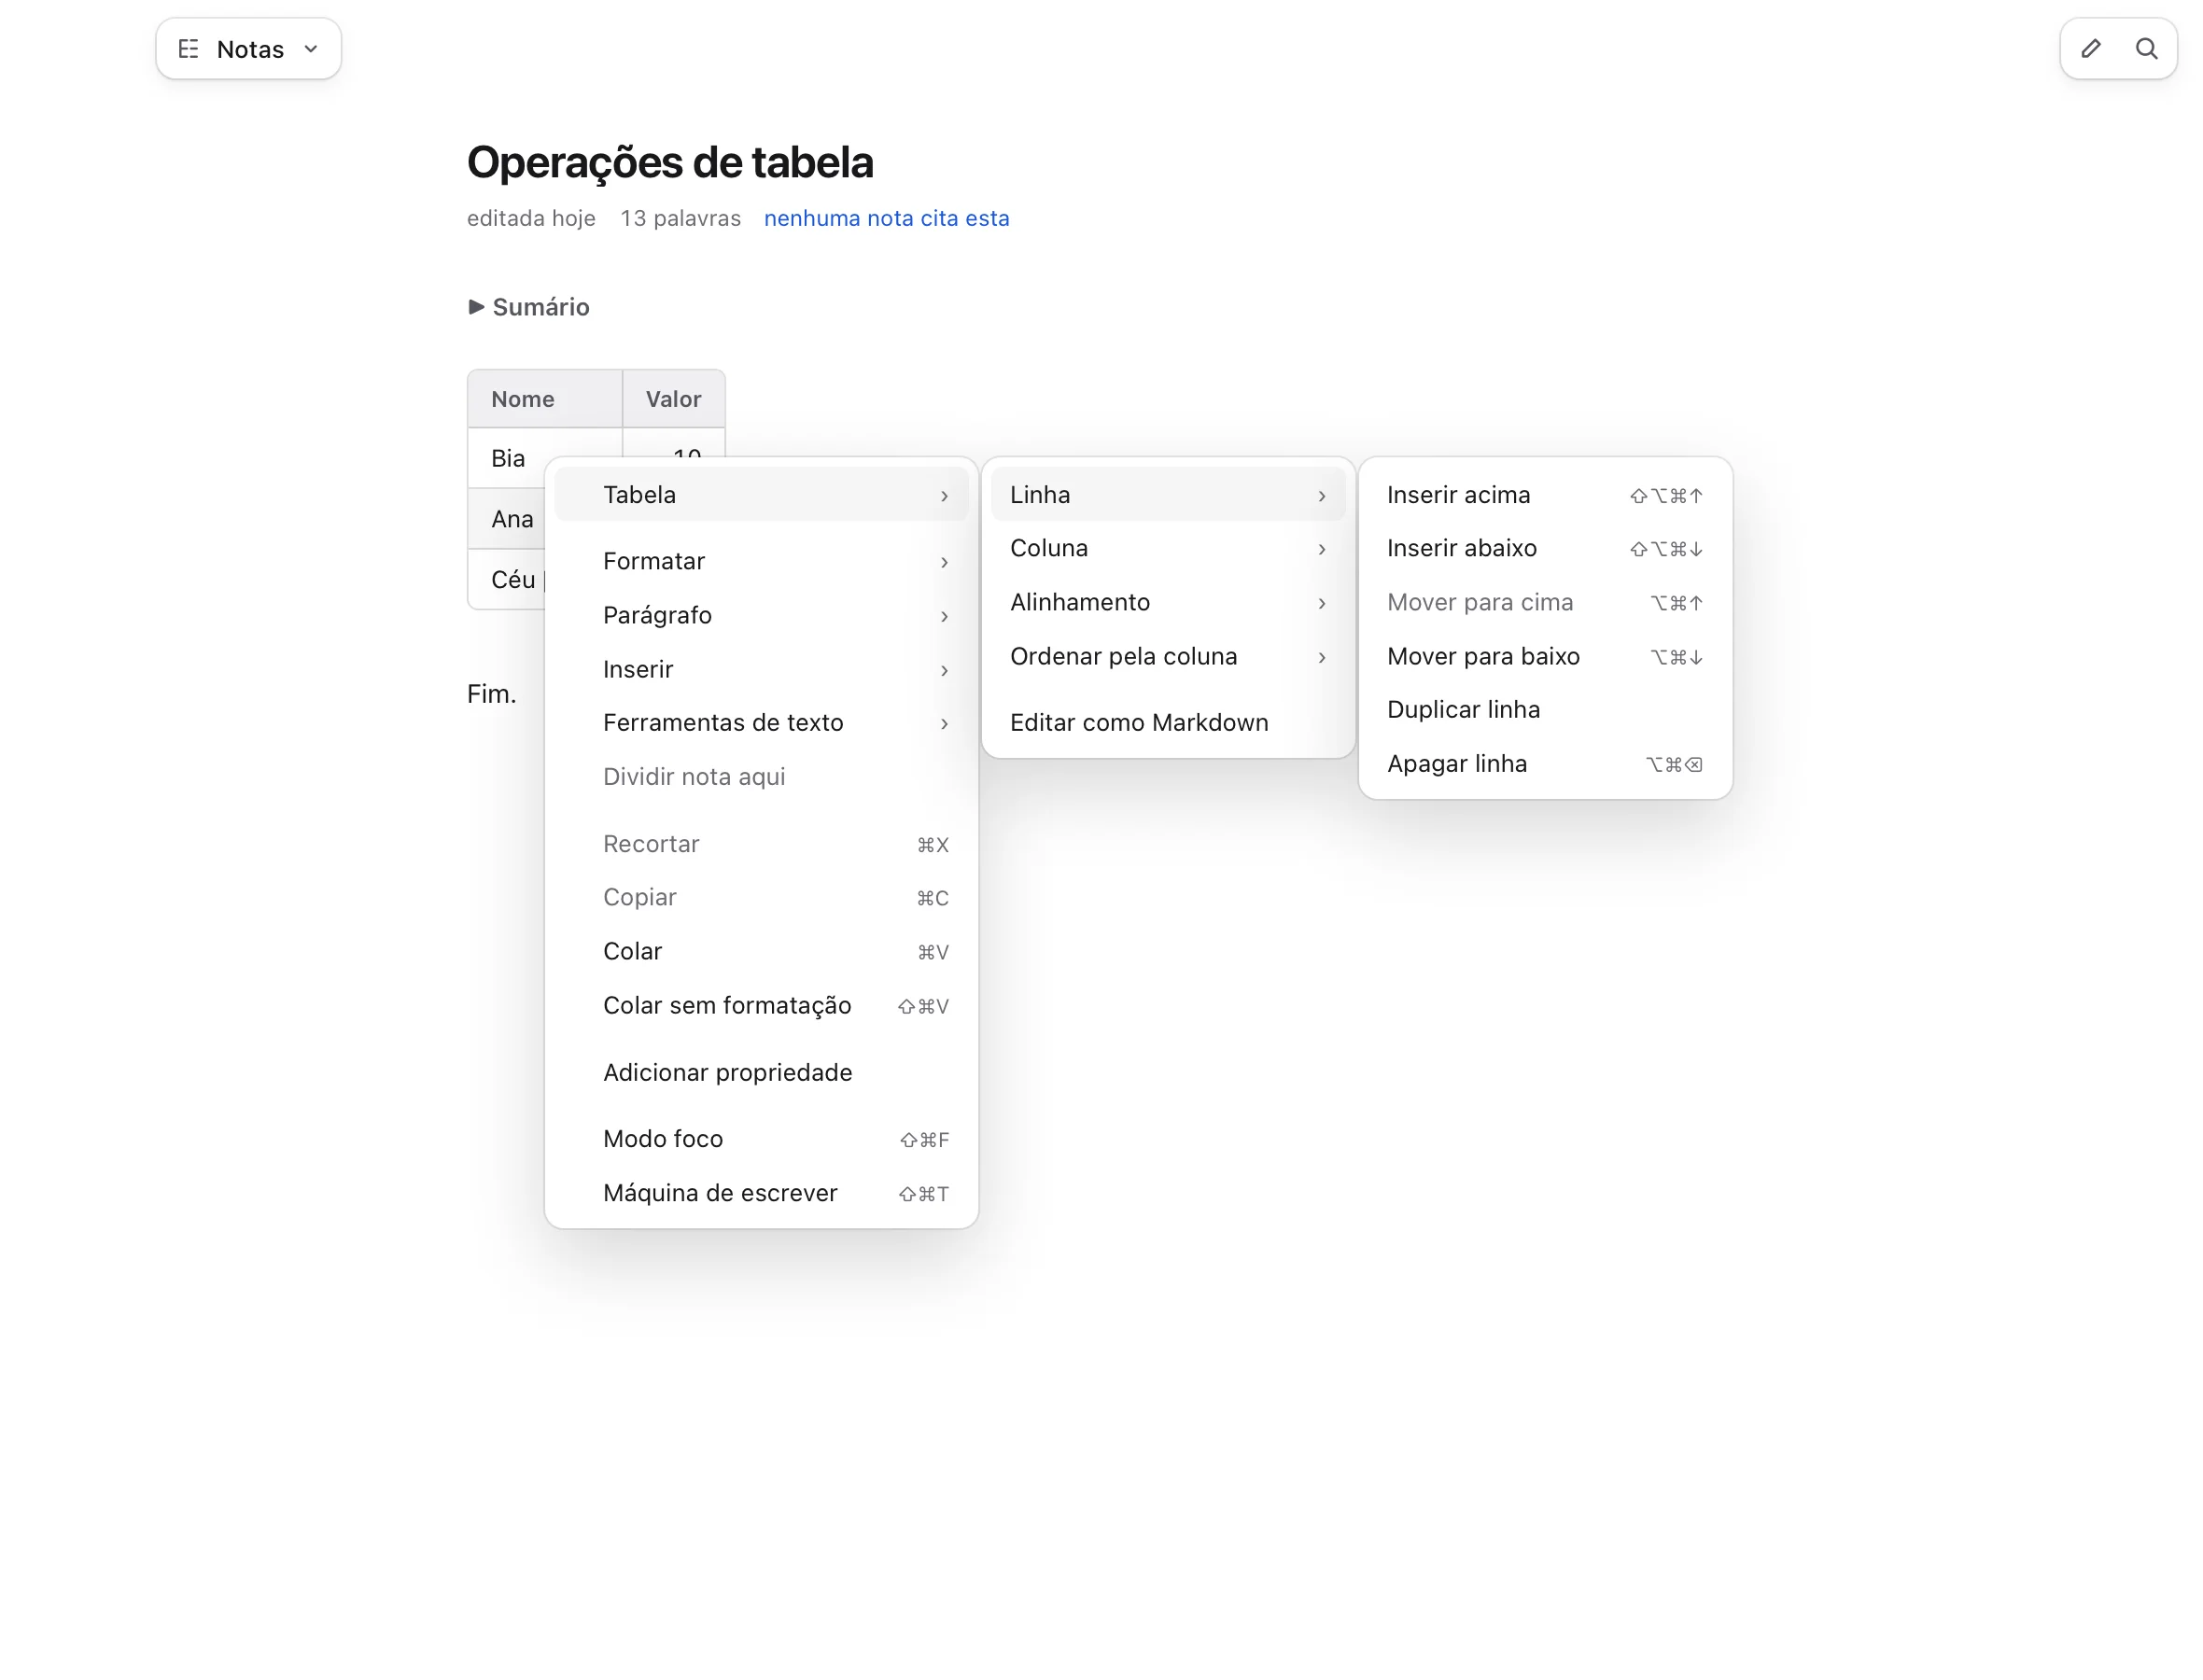 Notas
Operações de tabela
editada hoje 13 palavras nenhuma nota cita esta
Sumário
Nome Valor
Bia 10
Ana
Céu |
Fim.
Tabela ›
Formatar ›
Parágrafo ›
Inserir ›
Ferramentas de texto ›
Dividir nota aqui
Recortar ⌘X
Copiar ⌘C
Colar ⌘V
Colar sem formatação ⇧⌘V
Adicionar propriedade
Modo foco ⇧⌘F
Máquina de escrever ⇧⌘T
Linha ›
Coluna ›
Alinhamento ›
Ordenar pela coluna ›
Editar como Markdown
Inserir acima ⇧⌥⌘↑
Inserir abaixo ⇧⌥⌘↓
Mover para cima ⌥⌘↑
Mover para baixo ⌥⌘↓
Duplicar linha
Apagar linha ⌥⌘⌫